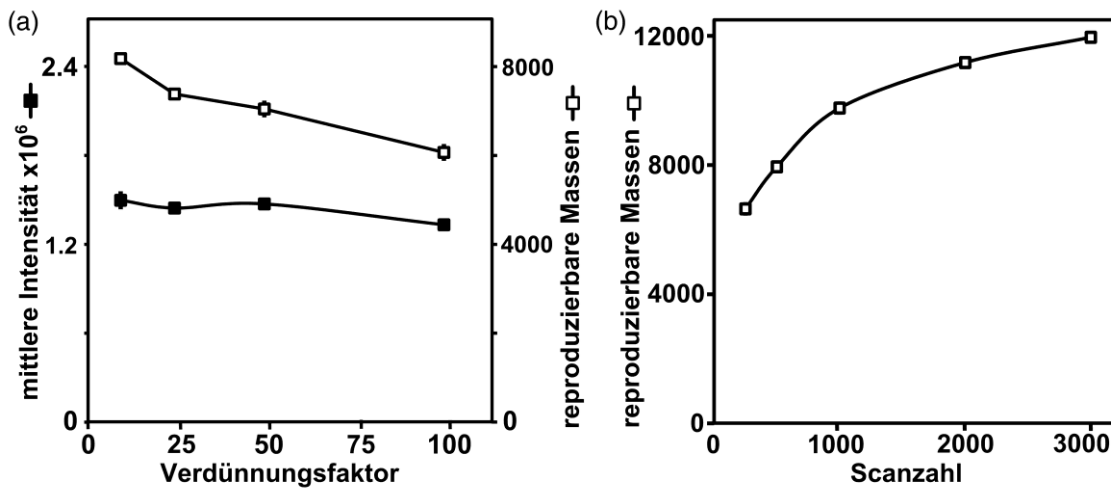 (a)
2.4
1.2
0
mittlere Intensität x10⁶
0
25
50
75
100
Verdünnungsfaktor
8000
4000
0
reproduzierbare Massen
(b)
reproduzierbare Massen
12000
8000
4000
0
0
1000
2000
3000
Scanzahl